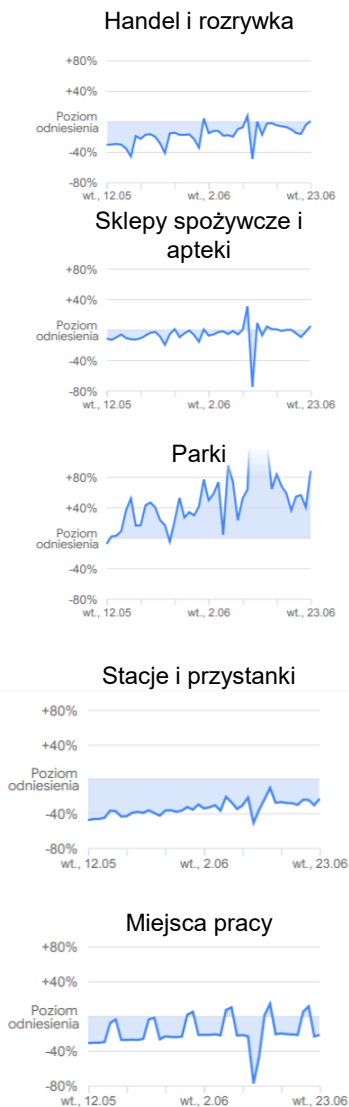 Handel i rozrywka
+80%
+40%
Poziom
odniesienia
-40%
-80%
wt., 12.05 wt., 2.06 wt., 23.06
Sklepy spożywcze i
apteki
+80%
+40%
Poziom
odniesienia
-40%
-80%
wt., 12.05 wt., 2.06 wt., 23.06
Parki
+80%
+40%
Poziom
odniesienia
-40%
-80%
wt., 12.05 wt., 2.06 wt., 23.06
Stacje i przystanki
+80%
+40%
Poziom
odniesienia
-40%
-80%
wt., 12.05 wt., 2.06 wt., 23.06
Miejsca pracy
+80%
+40%
Poziom
odniesienia
-40%
-80%
wt., 12.05 wt., 2.06 wt., 23.06